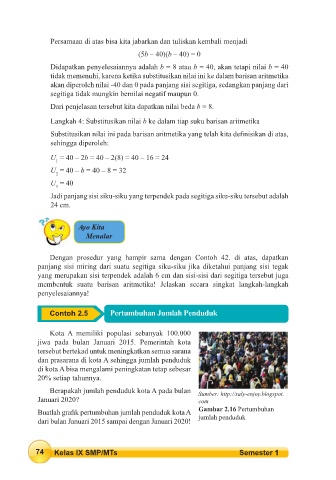 Persamaan di atas bisa kita jabarkan dan tuliskan kembali menjadi
(5b – 40)(b – 40) = 0
Didapatkan penyelesaiannya adalah b = 8 atau b = 40, akan tetapi nilai b = 40
tidak memenuhi, karena ketika substitusikan nilai ini ke dalam barisan aritmetika
akan diperoleh nilai -40 dan 0 pada panjang sisi segitiga, sedangkan panjang dari
segitiga tidak mungkin bernilai negatif maupun 0.
Dari penjelasan tersebut kita dapatkan nilai beda b = 8.
Langkah 4: Substitusikan nilai b ke dalam tiap suku barisan aritmetika
Substitusikan nilai ini pada barisan aritmetika yang telah kita definisikan di atas,
sehingga diperoleh:
U₁ = 40 – 2b = 40 – 2(8) = 40 – 16 = 24
U₂ = 40 – b = 40 – 8 = 32
U₃ = 40
Jadi panjang sisi siku-siku yang terpendek pada segitiga siku-siku tersebut adalah
24 cm.
Ayo Kita
Menalar
Dengan prosedur yang hampir sama dengan Contoh 42. di atas, dapatkan
panjang sisi miring dari suatu segitiga siku-siku jika diketahui panjang sisi tegak
yang merupakan sisi terpendek adalah 6 cm dan sisi-sisi dari segitiga tersebut juga
membentuk suatu barisan aritmetika! Jelaskan secara singkat langkah-langkah
penyelesaiannya!
Contoh 2.5 Pertumbuhan Jumlah Penduduk
Kota A memiliki populasi sebanyak 100.000
jiwa pada bulan Januari 2015. Pemerintah kota
tersebut bertekad untuk meningkatkan semua sarana
dan prasarana di kota A sehingga jumlah penduduk
di kota A bisa mengalami peningkatan tetap sebesar
20% setiap tahunnya.
Berapakah jumlah penduduk kota A pada bulan
Januari 2020?
Buatlah grafik pertumbuhan jumlah penduduk kota A
dari bulan Januari 2015 sampai dengan Januari 2020!
Sumber: http://raly-enjoy.blogspot.
com
Gambar 2.16 Pertumbuhan
jumlah penduduk
74 Kelas IX SMP/MTs Semester 1